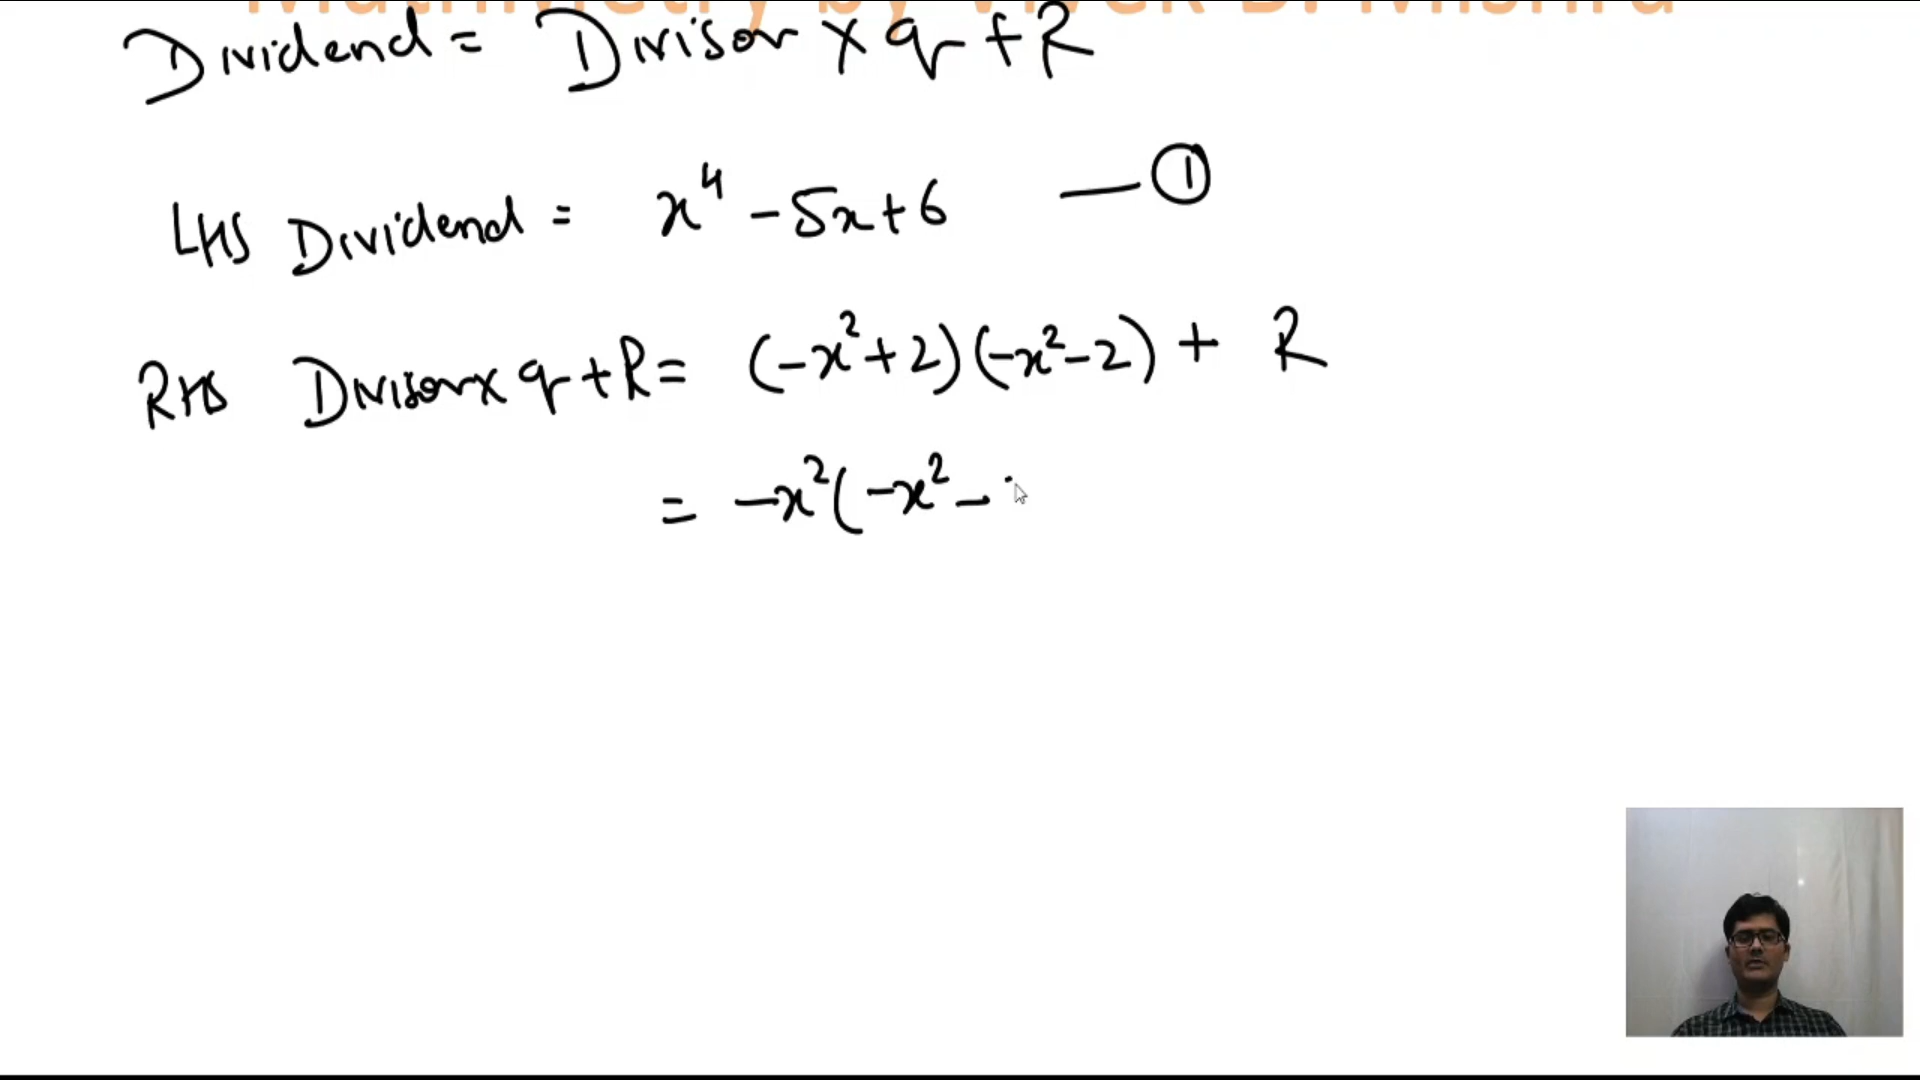 Dividend = Divisor × q + R
LHS Dividend = x⁴ - 5x + 6 — ①
RHS Divisor × q + R = (-x² + 2)(-x² - 2) + R
= -x²(-x² -